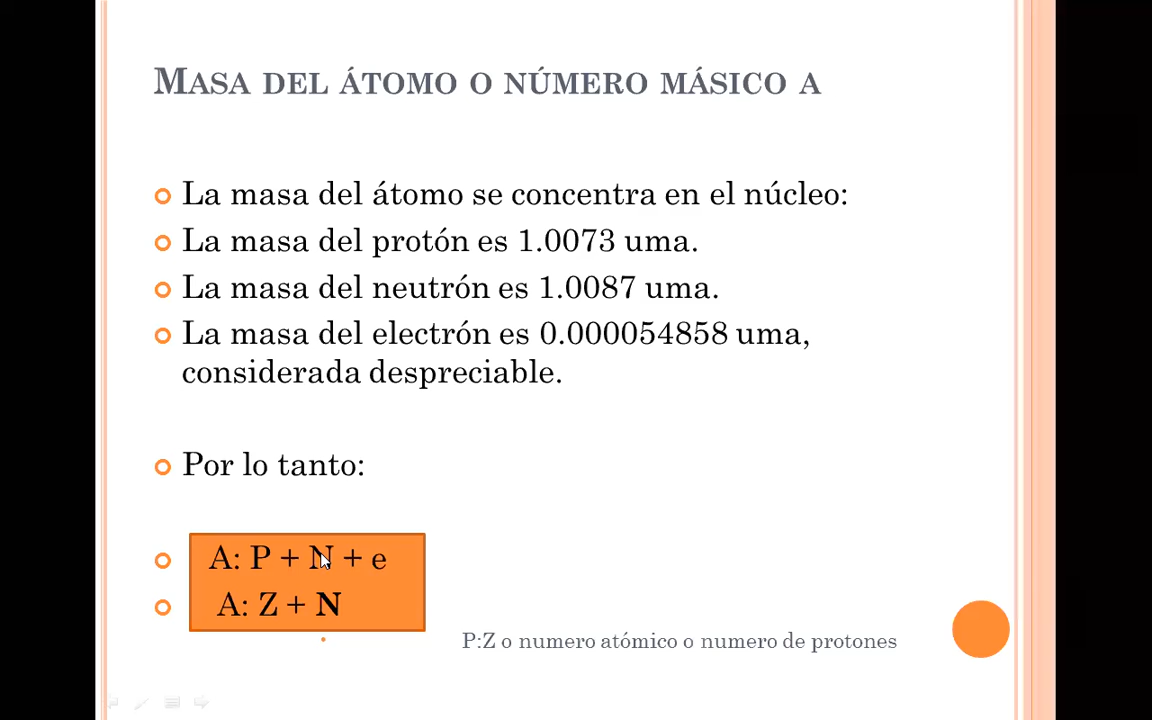 MASA DEL ÁTOMO O NÚMERO MÁSICO A
La masa del átomo se concentra en el núcleo:
La masa del protón es 1.0073 uma.
La masa del neutrón es 1.0087 uma.
La masa del electrón es 0.000054858 uma,
considerada despreciable.
Por lo tanto:
A: P + N + e
A: Z + N
P:Z o numero atómico o numero de protones